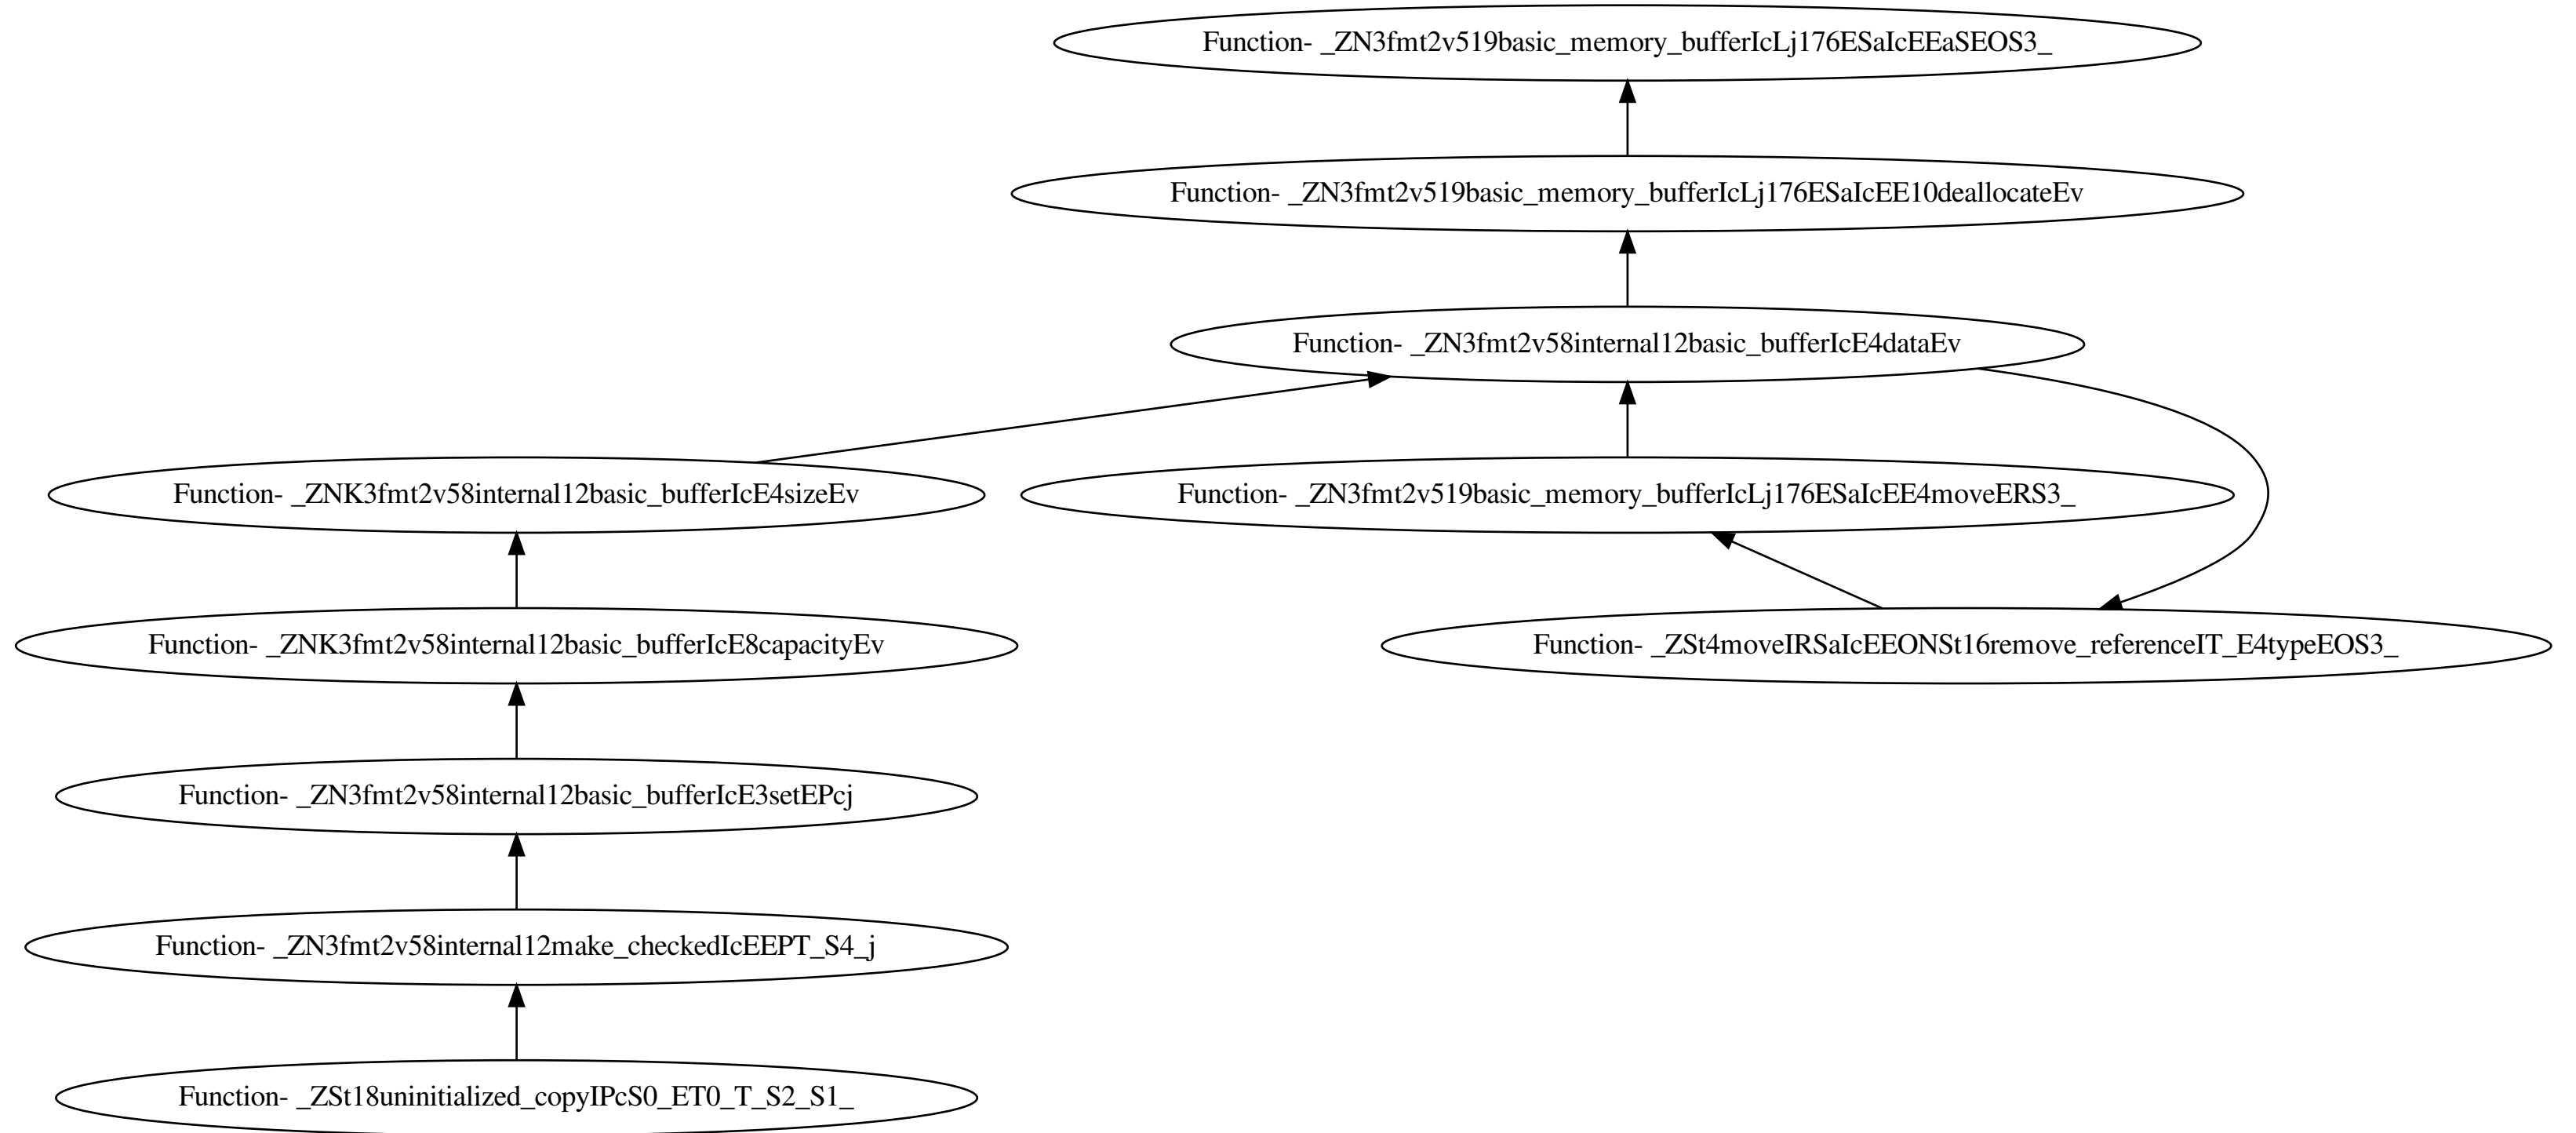 Function- _ZN3fmt2v519basic_memory_bufferIcLj176ESaIcEEaSEOS3_
Function- _ZN3fmt2v519basic_memory_bufferIcLj176ESaIcEE10deallocateEv
Function- _ZN3fmt2v58internal12basic_bufferIcE4dataEv
Function- _ZNK3fmt2v58internal12basic_bufferIcE4sizeEv
Function- _ZN3fmt2v519basic_memory_bufferIcLj176ESaIcEE4moveERS3_
Function- _ZNK3fmt2v58internal12basic_bufferIcE8capacityEv
Function- _ZSt4moveIRSaIcEEONSt16remove_referenceIT_E4typeEOS3_
Function- _ZN3fmt2v58internal12basic_bufferIcE3setEPcj
Function- _ZN3fmt2v58internal12make_checkedIcEEPT_S4_j
Function- _ZSt18uninitialized_copyIPcS0_ET0_T_S2_S1_